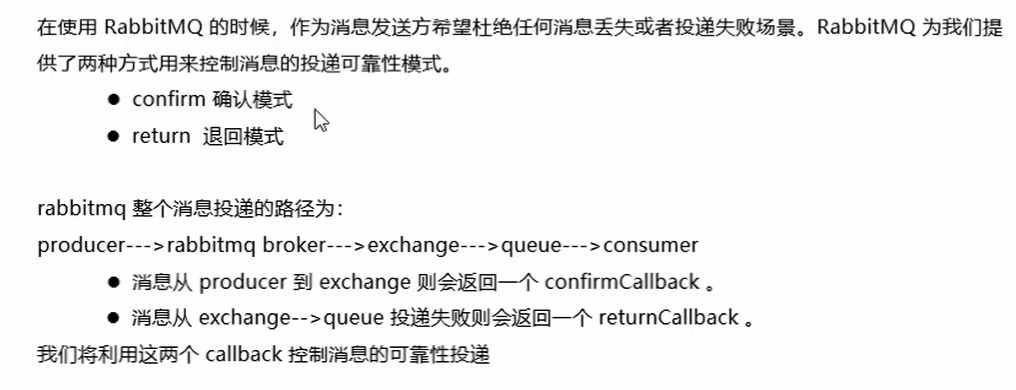 在使用 RabbitMQ 的时候，作为消息发送方希望杜绝任何消息丢失或者投递失败场景。RabbitMQ 为我们提
供了两种方式用来控制消息的投递可靠性模式。
● confirm 确认模式
● return 退回模式
rabbitmq 整个消息投递的路径为：
producer--->rabbitmq broker--->exchange--->queue--->consumer
● 消息从 producer 到 exchange 则会返回一个 confirmCallback 。
● 消息从 exchange-->queue 投递失败则会返回一个 returnCallback 。
我们将利用这两个 callback 控制消息的可靠性投递